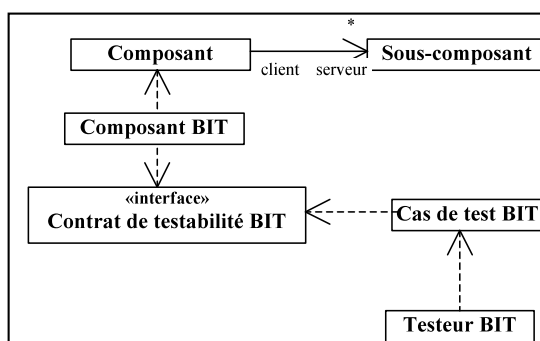 *
Composant
Sous-composant
client serveur
Composant BIT
«interface»
Contrat de testabilité BIT
Cas de test BIT
Testeur BIT